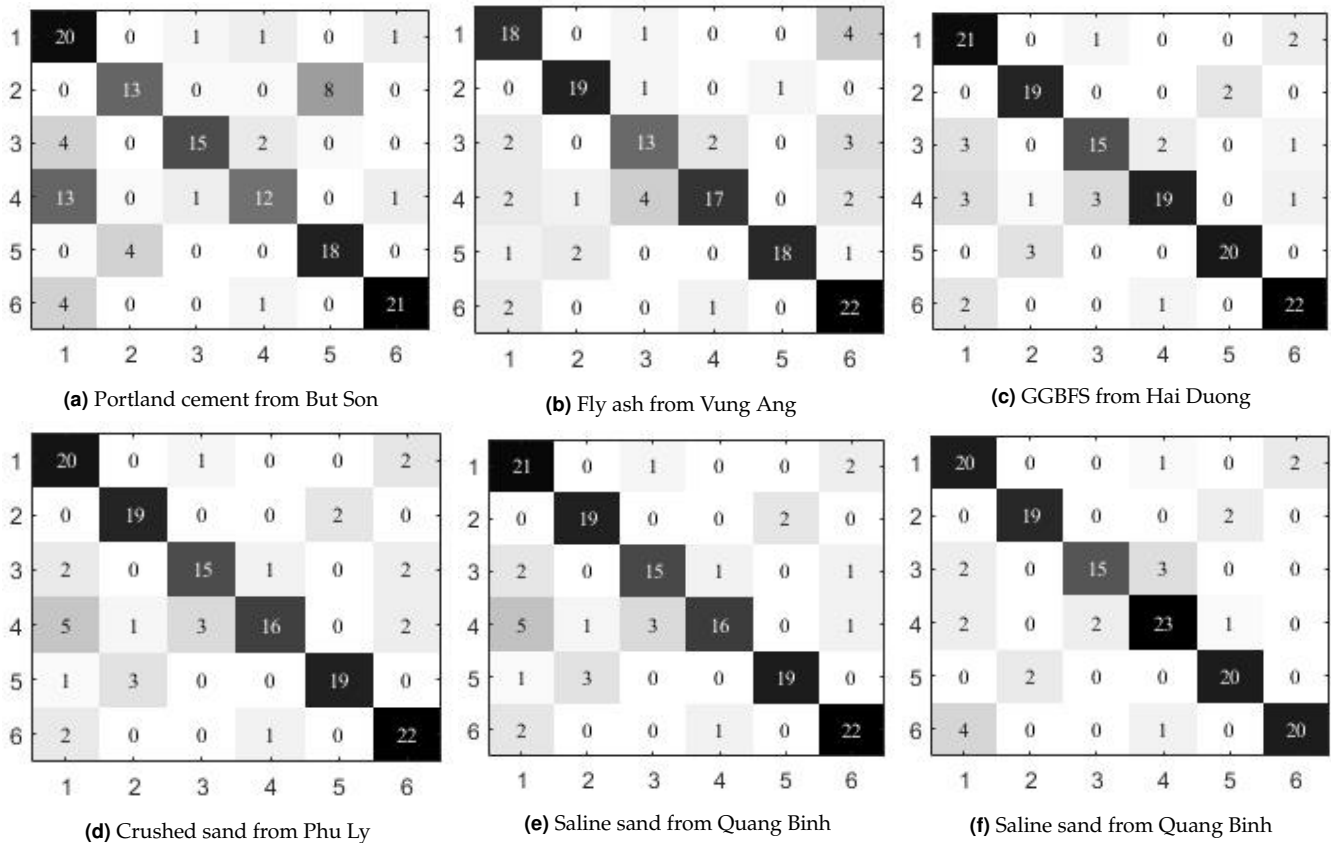 1 20 0 1 1 0 1
2 0 13 0 0 8 0
3 4 0 15 2 0 0
4 13 0 1 12 0 1
5 0 4 0 0 18 0
6 4 0 0 1 0 21
1 2 3 4 5 6
(a) Portland cement from But Son
1 18 0 1 0 0 4
2 0 19 1 0 1 0
3 2 0 13 2 0 3
4 2 1 4 17 0 2
5 1 2 0 0 18 1
6 2 0 0 1 0 22
1 2 3 4 5 6
(b) Fly ash from Vung Ang
1 21 0 1 0 0 2
2 0 19 0 0 2 0
3 3 0 15 2 0 1
4 3 1 3 19 0 1
5 0 3 0 0 20 0
6 2 0 0 1 0 22
1 2 3 4 5 6
(c) GGBFS from Hai Duong
1 20 0 1 0 0 2
2 0 19 0 0 2 0
3 2 0 15 1 0 2
4 5 1 3 16 0 2
5 1 3 0 0 19 0
6 2 0 0 1 0 22
1 2 3 4 5 6
(d) Crushed sand from Phu Ly
1 21 0 1 0 0 2
2 0 19 0 0 2 0
3 2 0 15 1 0 1
4 5 1 3 16 0 1
5 1 3 0 0 19 0
6 2 0 0 1 0 22
1 2 3 4 5 6
(e) Saline sand from Quang Binh
1 20 0 0 1 0 2
2 0 19 0 0 2 0
3 2 0 15 3 0 0
4 2 0 2 23 1 0
5 0 2 0 0 20 0
6 4 0 0 1 0 20
1 2 3 4 5 6
(f) Saline sand from Quang Binh